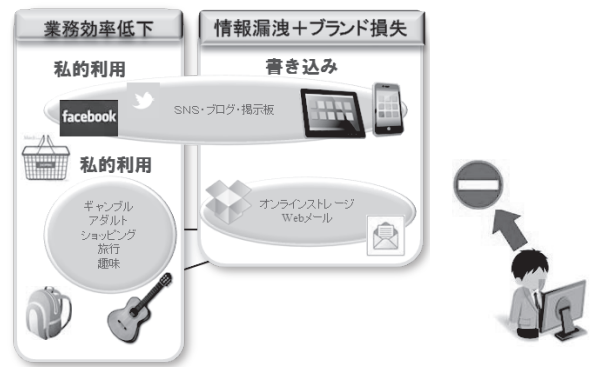 業務効率低下
情報漏洩＋ブランド損失
私的利用
書き込み
facebook
SNS・ブログ・掲示板
私的利用
ギャンブル
アダルト
ショッピング
旅行
趣味
オンラインストレージ
Webメール